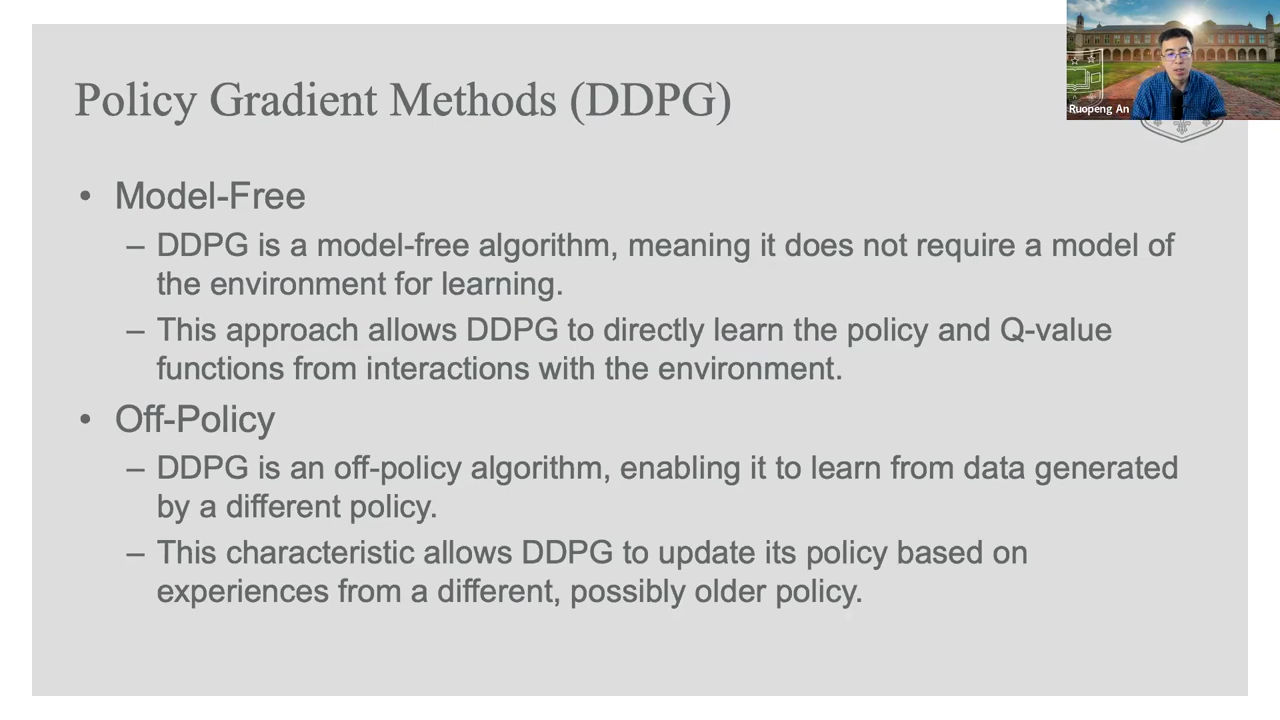 Policy Gradient Methods (DDPG)
Ruopeng An
• Model-Free
– DDPG is a model-free algorithm, meaning it does not require a model of
the environment for learning.
– This approach allows DDPG to directly learn the policy and Q-value
functions from interactions with the environment.
• Off-Policy
– DDPG is an off-policy algorithm, enabling it to learn from data generated
by a different policy.
– This characteristic allows DDPG to update its policy based on
experiences from a different, possibly older policy.